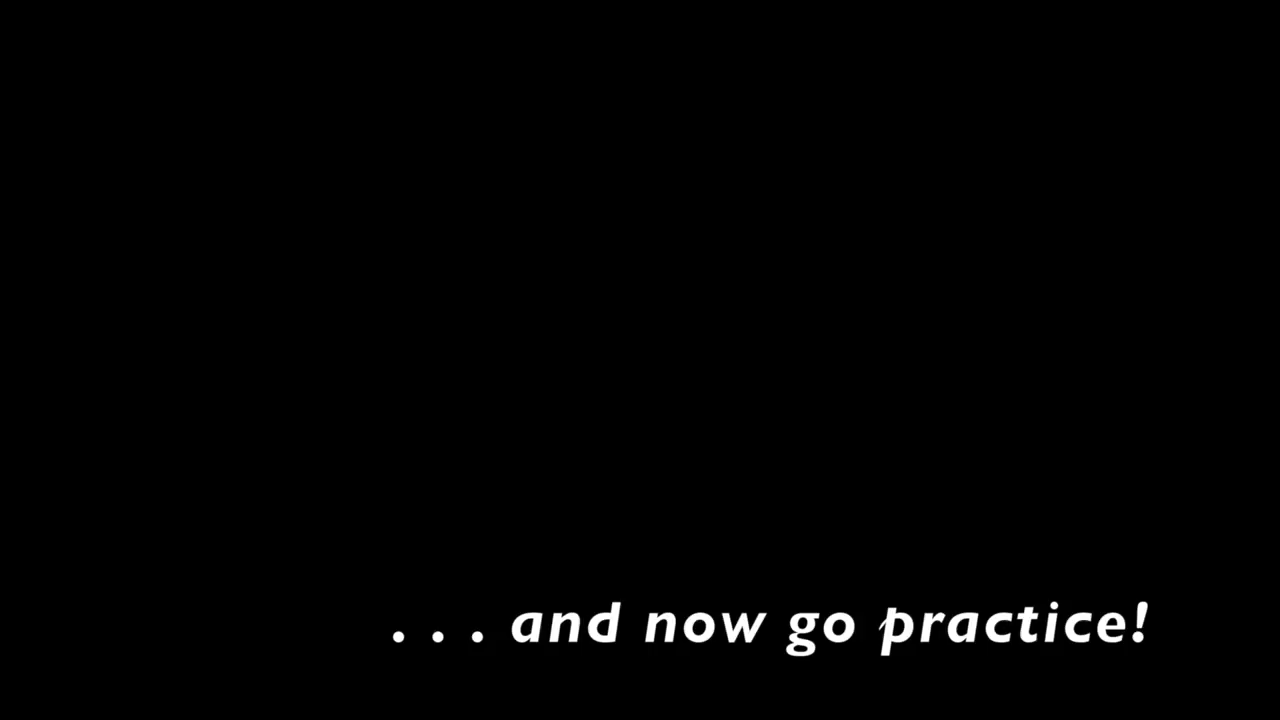 . . . and now go practice!